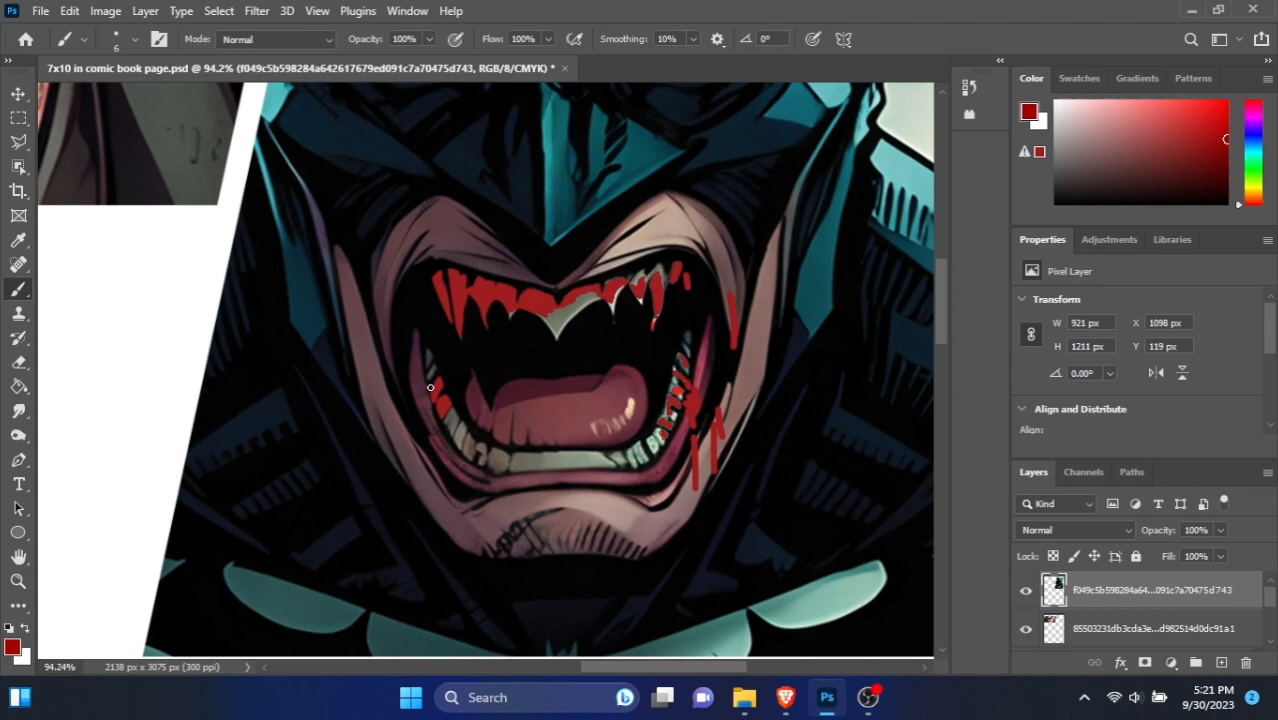 Ps File Edit Image Layer Type Select Filter 3D View Plugins Window Help
6 Mode: Normal Opacity: 100% Flow: 100% Smoothing: 10% 0°
7x10 in comic book page.psd @ 94.2% (f049c5b598284a642617679ed091c7a70475d743, RGB/8/CMYK) *
Color Swatches Gradients Patterns
Properties Adjustments Libraries
Pixel Layer
Transform
W 921 px X 1098 px
H 1211 px Y 119 px
0.00°
Align and Distribute
Align:
Layers Channels Paths
Kind
Normal Opacity: 100%
Lock: Fill: 100%
f049c5b598284a64...091c7a70475d743
85503231db3cda3e...d982514d0dc91a1
94.24% 2138 px x 3075 px (300 ppi)
Search Ps 5:21 PM
9/30/2023 2